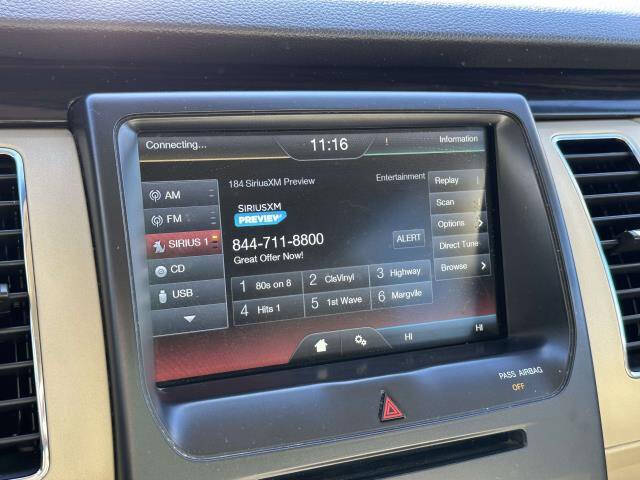 Connecting...
11:16
!
Information
AM
184 SiriusXM Preview
Entertainment
Replay
FM
SIRIUSXM
PREVIEW
Scan
SIRIUS 1
844-711-8800
ALERT
Options
Great Offer Now!
Direct Tune
CD
1 80s on 8
2 ClsVinyl
3 Highway
Browse
USB
4 Hits 1
5 1st Wave
6 Margvlle
HI
HI
PASS AIRBAG
OFF